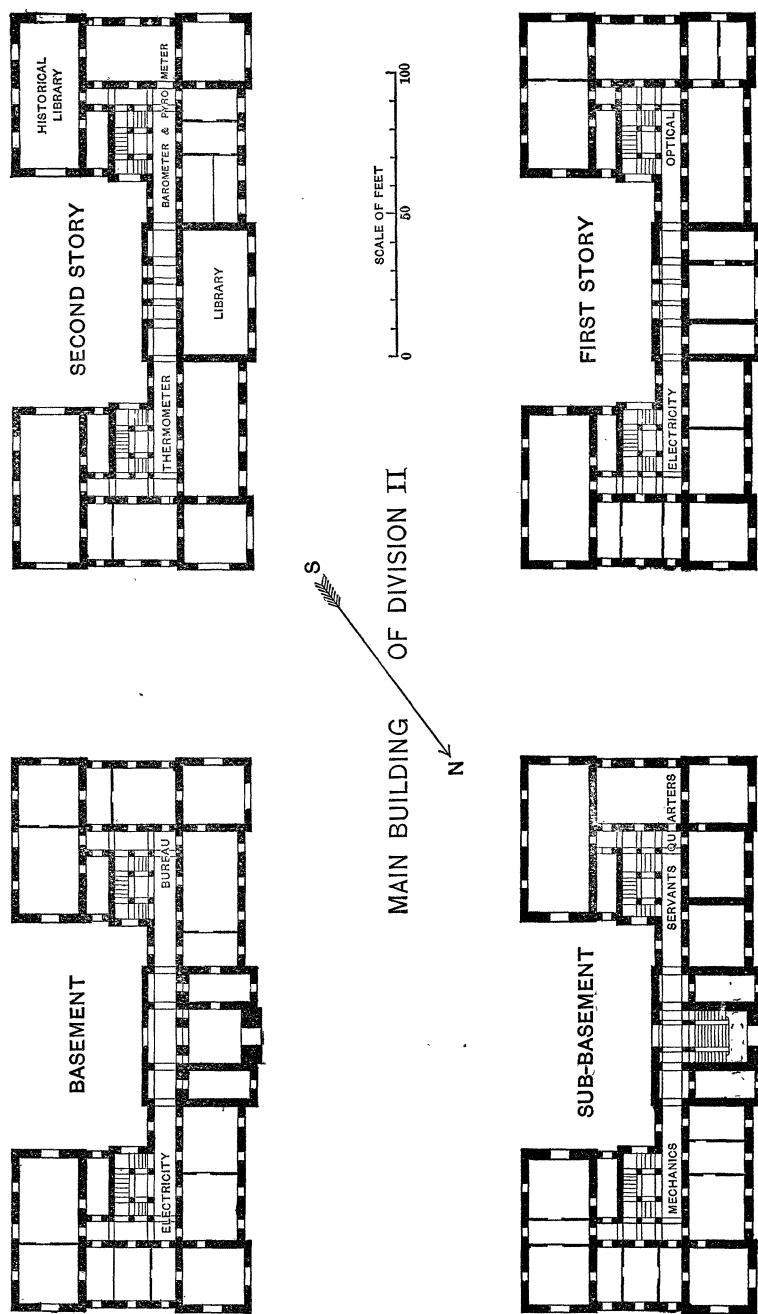 BASEMENT
ELECTRICITY
BUREAU
SECOND STORY
HISTORICAL
LIBRARY
THERMOMETER
BAROMETER & PYROMETER
LIBRARY
MAIN BUILDING OF DIVISION II
N
S
SCALE OF FEET
0 50 100
SUB-BASEMENT
MECHANICS
SERVANTS QUARTERS
FIRST STORY
ELECTRICITY
OPTICAL